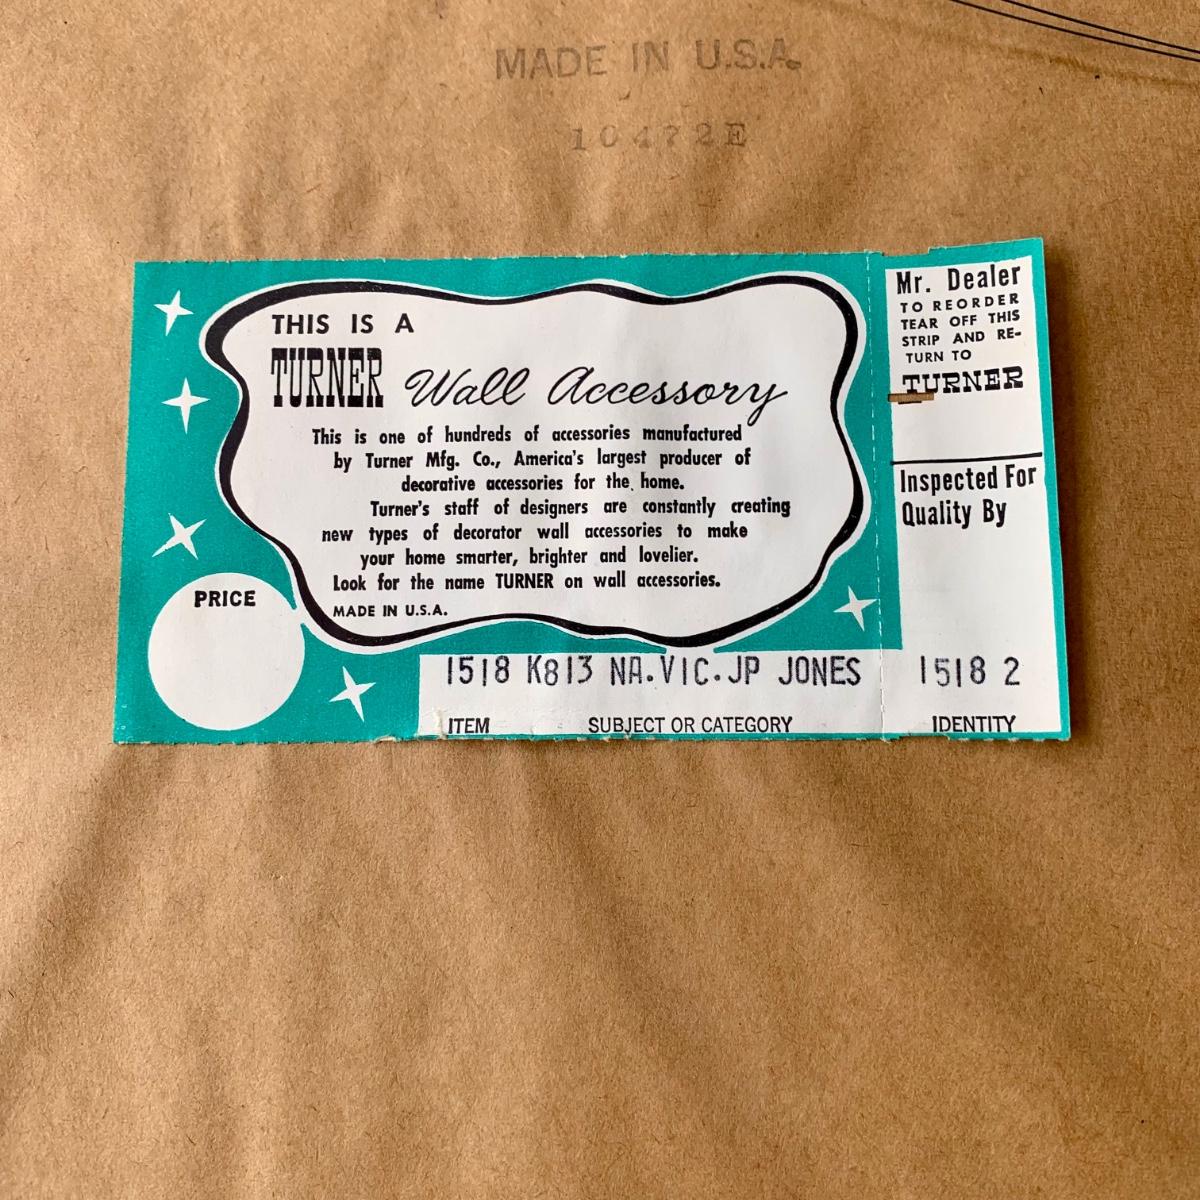 MADE IN U.S.A.
10472E
THIS IS A
TURNER Wall Accessory
This is one of hundreds of accessories manufactured
by Turner Mfg. Co., America's largest producer of
decorative accessories for the home.
Turner's staff of designers are constantly creating
new types of decorator wall accessories to make
your home smarter, brighter and lovelier.
Look for the name TURNER on wall accessories.
MADE IN U.S.A.
PRICE
1518 K813 NA.VIC.JP JONES
ITEM SUBJECT OR CATEGORY
Mr. Dealer
TO REORDER
TEAR OFF THIS
STRIP AND RE-
TURN TO
TURNER
Inspected For
Quality By
1518 2
IDENTITY